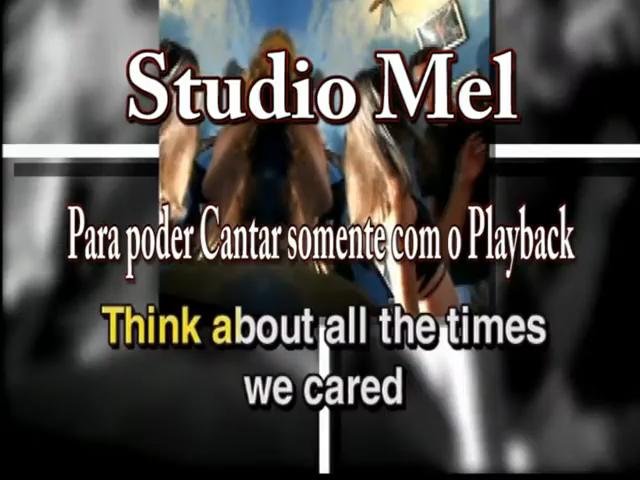 Studio Mel
Para poder Cantar somente com o Playback
Think about all the times
we cared